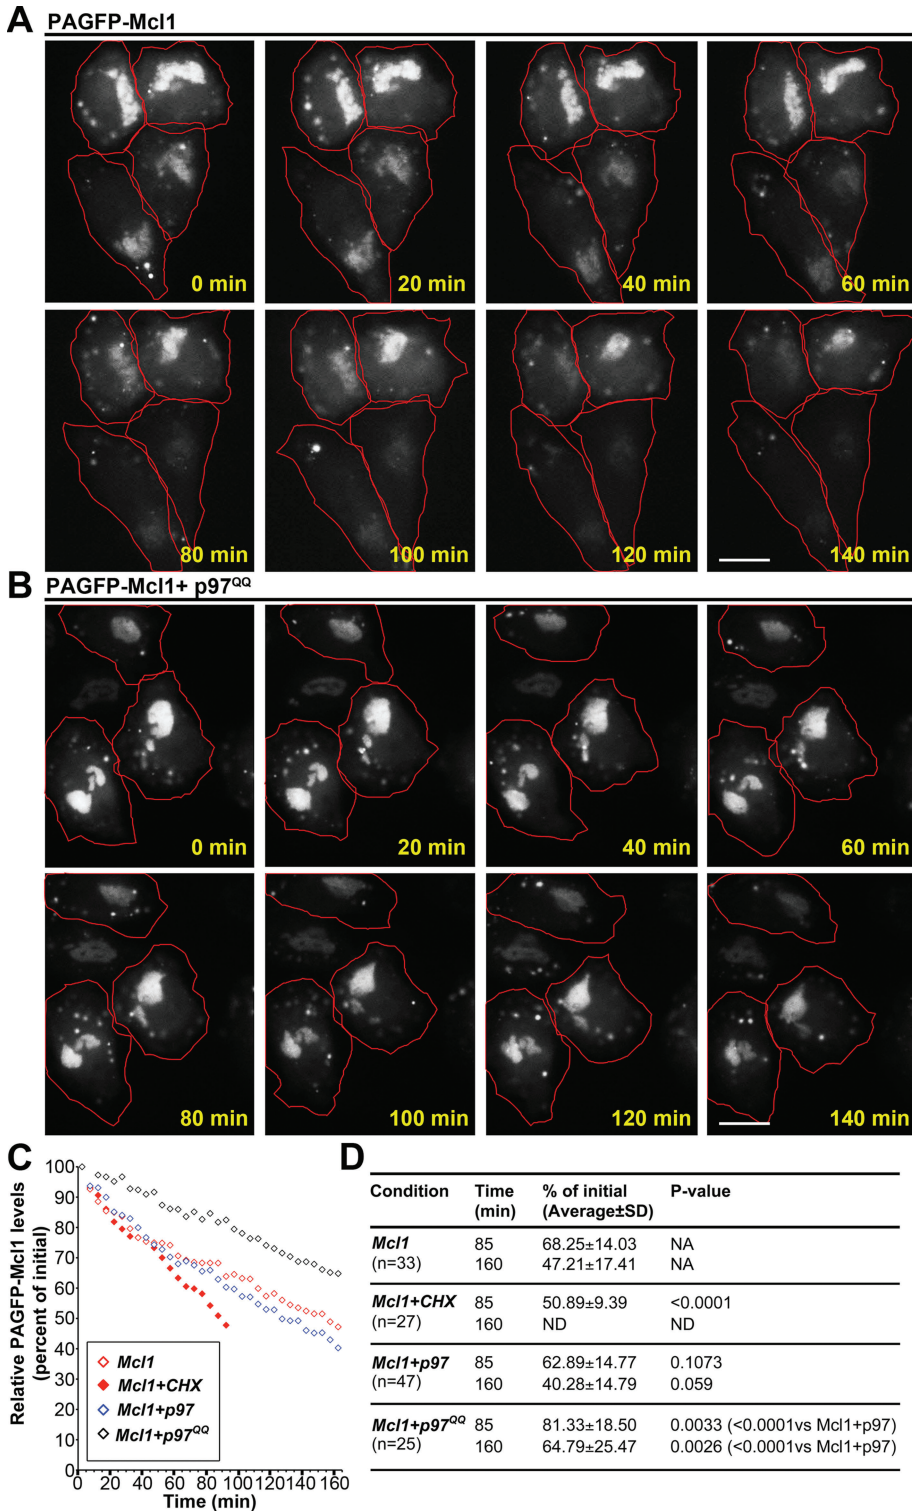 A PAGFP-Mcl1
0 min
20 min
40 min
60 min
80 min
100 min
120 min
140 min
B PAGFP-Mcl1+ p97QQ
0 min
20 min
40 min
60 min
80 min
100 min
120 min
140 min
C
Relative PAGFP-Mcl1 levels
(percent of initial)
100
90
80
70
60
50
40
30
20
10
0
0 20 40 60 80 100 120 140 160
Time (min)
Mcl1
Mcl1+CHX
Mcl1+p97
Mcl1+p97QQ
D
Condition Time % of initial P-value
(min) (Average±SD)
Mcl1 85 68.25±14.03 NA
(n=33) 160 47.21±17.41 NA
Mcl1+CHX 85 50.89±9.39 <0.0001
(n=27) 160 ND ND
Mcl1+p97 85 62.89±14.77 0.1073
(n=47) 160 40.28±14.79 0.059
Mcl1+p97QQ 85 81.33±18.50 0.0033 (<0.0001vs Mcl1+p97)
(n=25) 160 64.79±25.47 0.0026 (<0.0001vs Mcl1+p97)